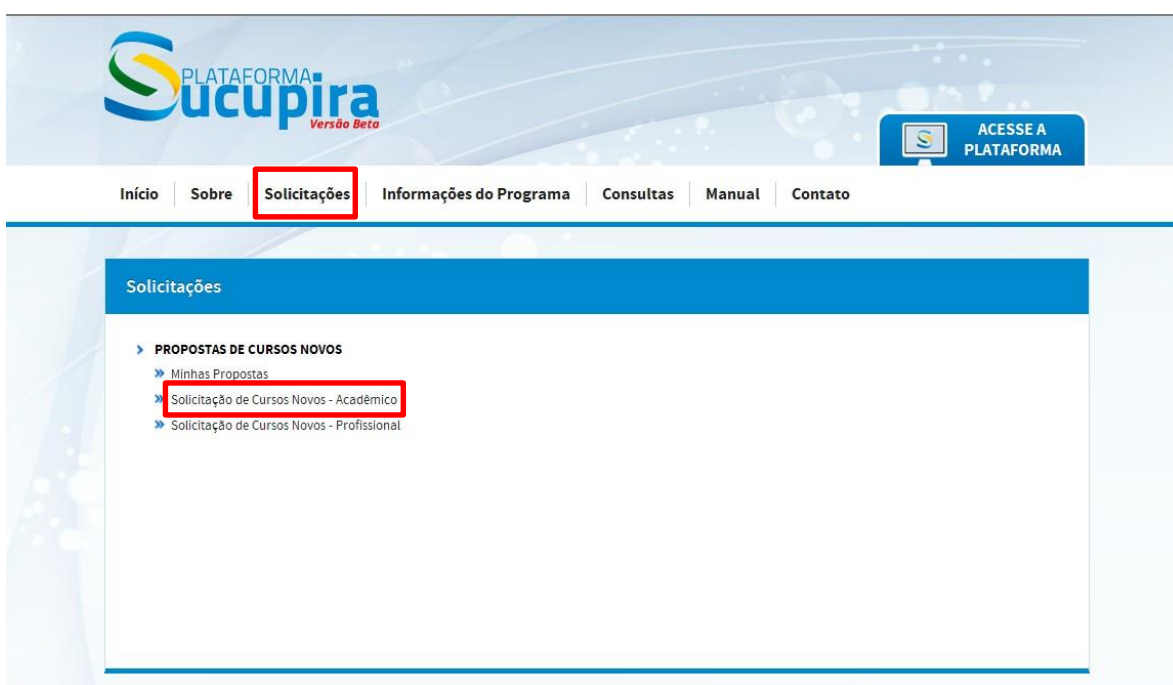 PLATAFORMA
Sucupira
Versão Beta
ACESSE A
PLATAFORMA
Início Sobre Solicitações Informações do Programa Consultas Manual Contato
Solicitações
PROPOSTAS DE CURSOS NOVOS
Minhas Propostas
Solicitação de Cursos Novos - Acadêmico
Solicitação de Cursos Novos - Profissional